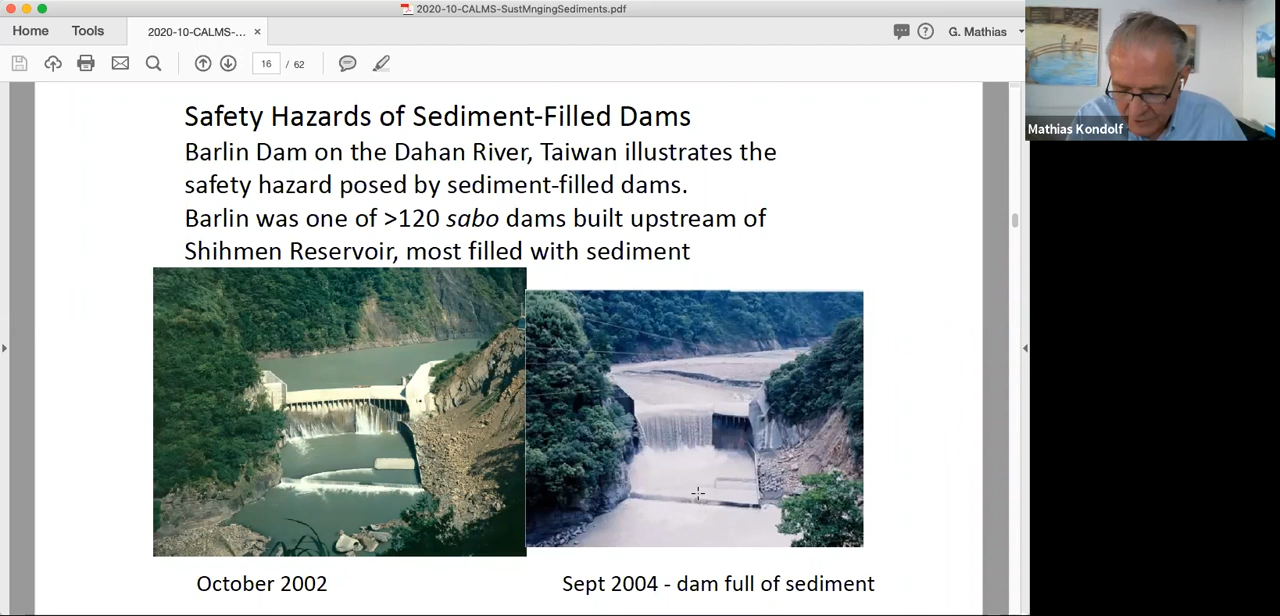 2020-10-CALMS-SustMngingSediments.pdf
Home Tools 2020-10-CALMS-... × G. Mathias
16 / 62
Mathias Kondolf
Safety Hazards of Sediment-Filled Dams
Barlin Dam on the Dahan River, Taiwan illustrates the
safety hazard posed by sediment-filled dams.
Barlin was one of >120 sabo dams built upstream of
Shihmen Reservoir, most filled with sediment
October 2002
Sept 2004 - dam full of sediment